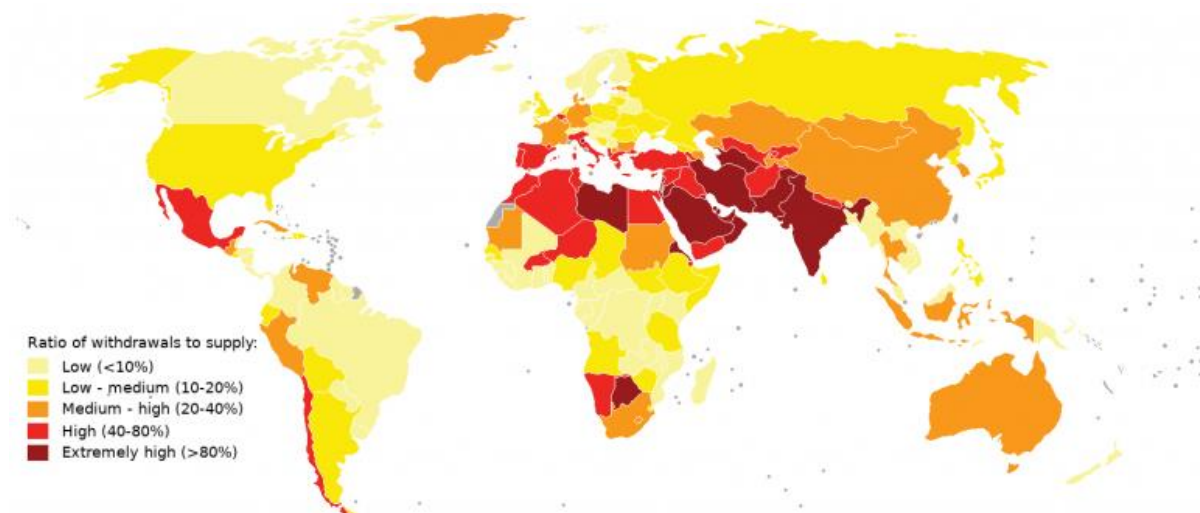 Ratio of withdrawals to supply:
Low (<10%)
Low - medium (10-20%)
Medium - high (20-40%)
High (40-80%)
Extremely high (>80%)